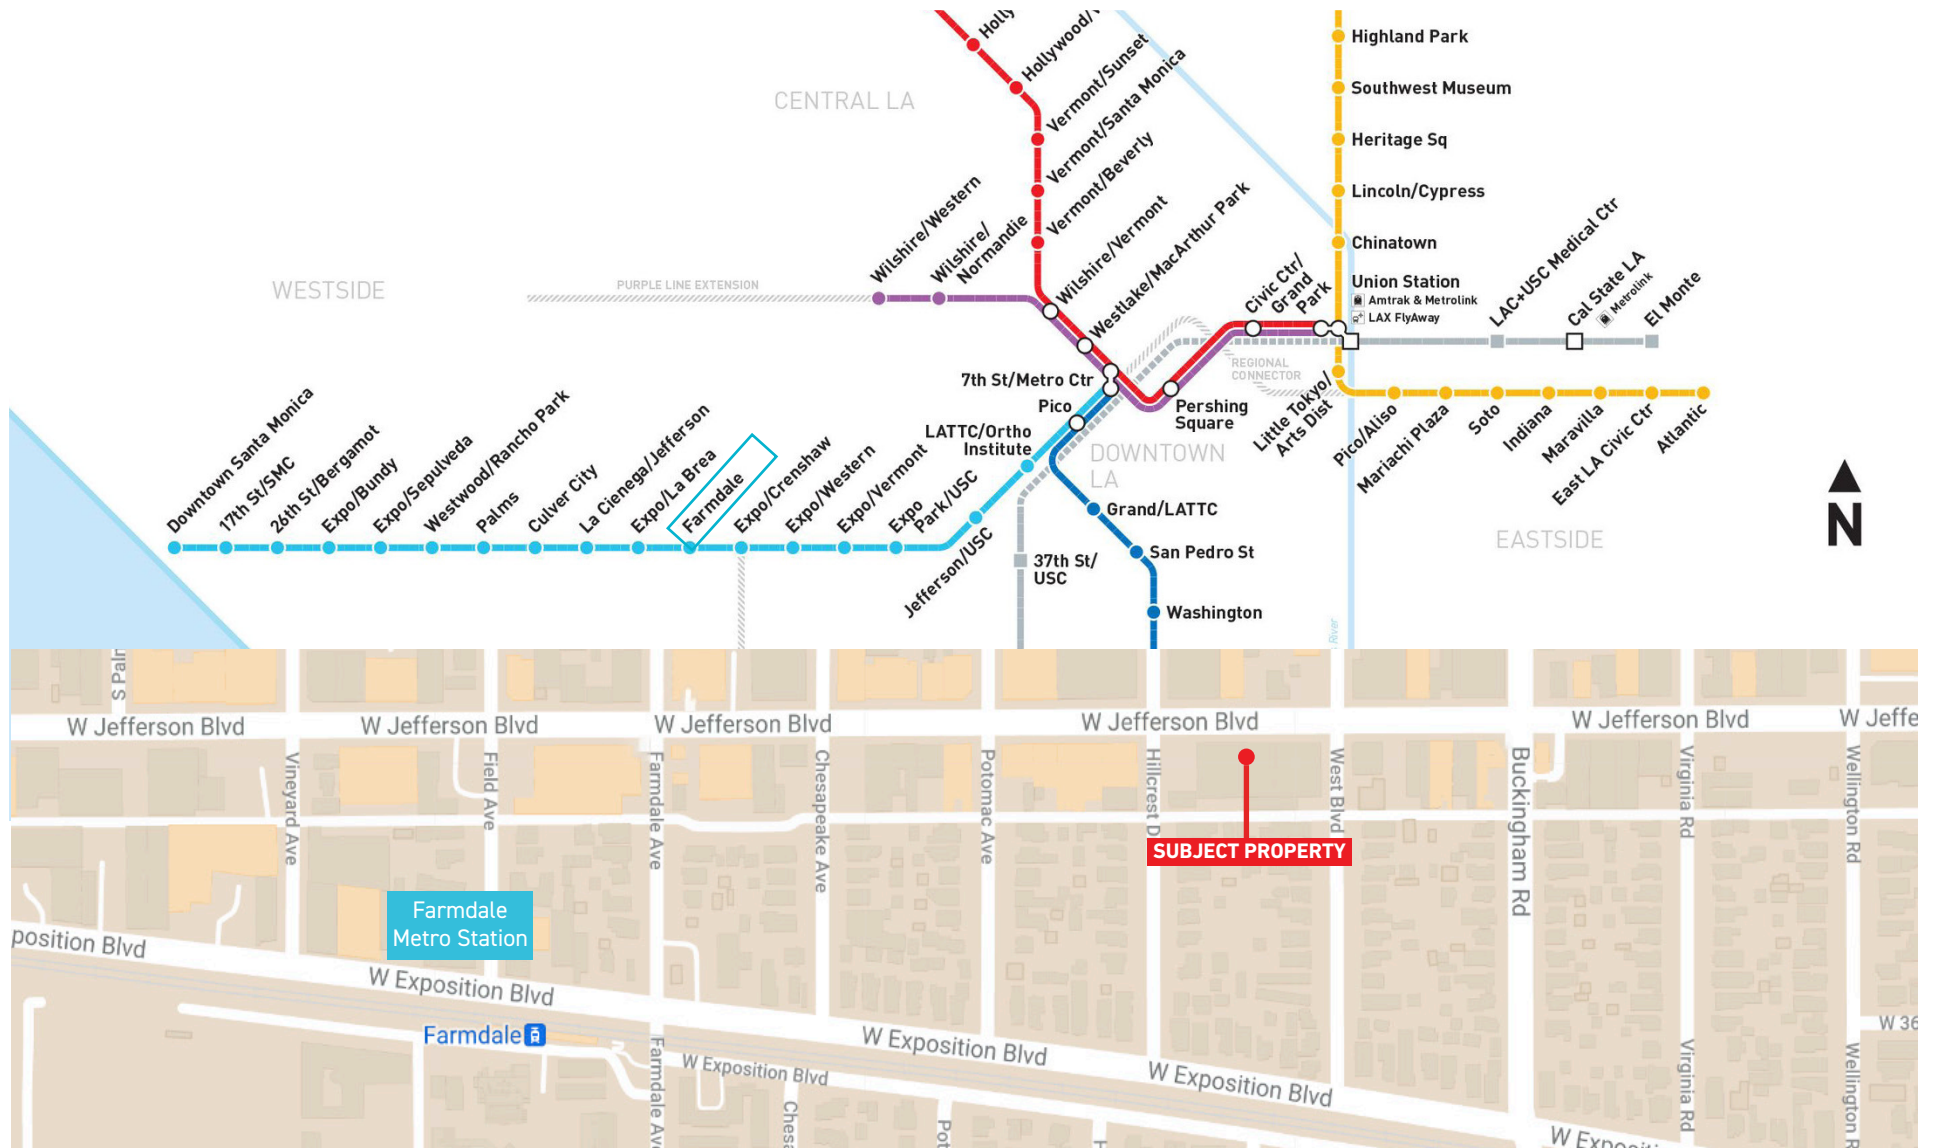 Highland Park
Southwest Museum
Heritage Sq
Lincoln/Cypress
Chinatown
Union Station
Amtrak & Metrolink
LAX FlyAway
Vermont/Sunset
Vermont/Santa Monica
Vermont/Beverly
CENTRAL LA
WESTSIDE
PURPLE LINE EXTENSION
Wilshire/Western
Wilshire/
Normandie
Wilshire/Vermont
Westlake/MacArthur Park
Civic Ctr/
Grand
Park
LAC+USC Medical Ctr
Cal State LA
Metrolink
El Monte
REGIONAL
CONNECTOR
7th St/Metro Ctr
Pico
Pershing
Square
Little Tokyo/
Arts Dist
Pico/Aliso
Mariachi Plaza
Soto
Indiana
Maravilla
East LA Civic Ctr
Atlantic
LATTC/Ortho
Institute
DOWNTOWN
LA
Downtown Santa Monica
17th St/SMC
26th St/Bergamot
Expo/Bundy
Expo/Sepulveda
Westwood/Rancho Park
Palms
Culver City
La Cienega/Jefferson
Expo/La Brea
Farmdale
Expo/Crenshaw
Expo/Western
Expo/Vermont
Expo
Park/USC
Jefferson/USC
Grand/LATTC
San Pedro St
37th St/
USC
Washington
River
EASTSIDE
N
W Jefferson Blvd
W Jefferson Blvd
W Jefferson Blvd
W Jefferson Blvd
W Jefferson Blvd
Vineyard Ave
Field Ave
Farmdale Ave
Chesapeake Ave
Potomac Ave
West Blvd
Buckingham Rd
Virginia Rd
Wellington Rd
SUBJECT PROPERTY
Farmdale
Metro Station
W Exposition Blvd
Farmdale
W Exposition Blvd
W Exposition Blvd
W Exposition Blvd
Farmdale Ave
Virginia Rd
W 36